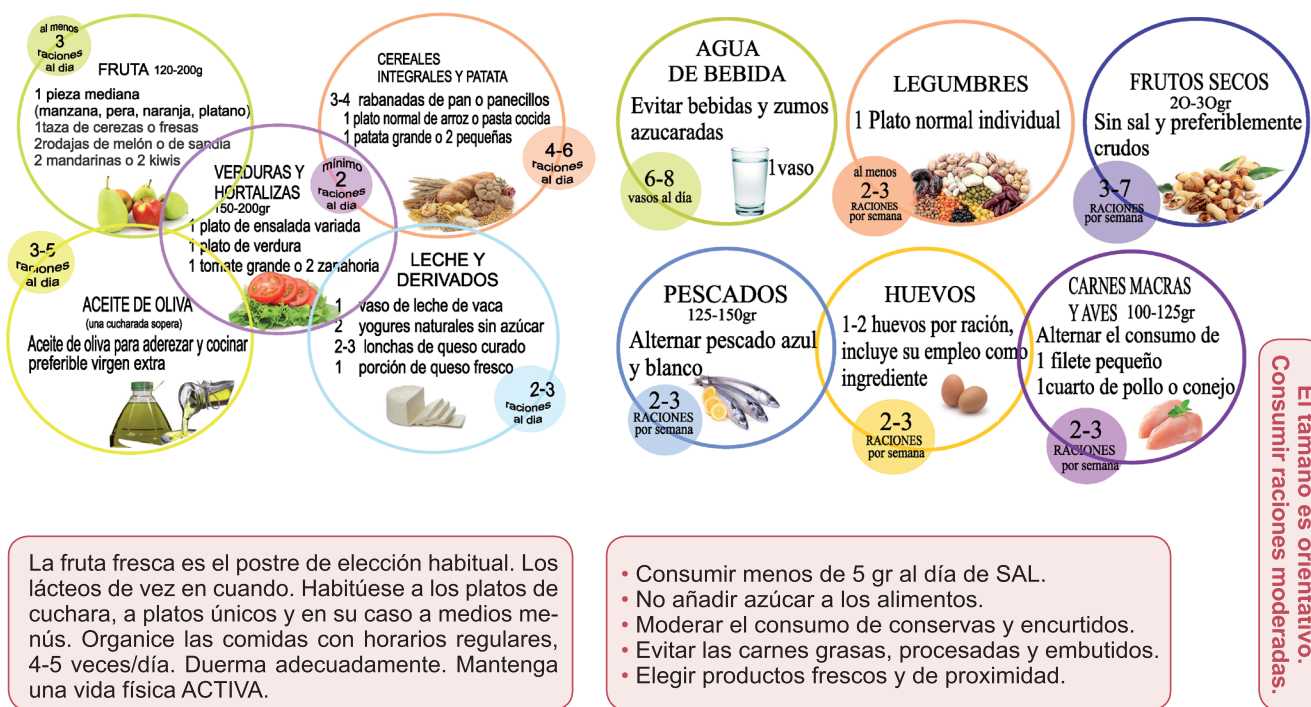 al menos
3
raciones
al día
FRUTA 120-200g
1 pieza mediana
(manzana, pera, naranja, platano)
1taza de cerezas o fresas
2rodajas de melón o de sandia
2 mandarinas o 2 kiwis
CEREALES
INTEGRALES Y PATATA
3-4 rabanadas de pan o panecillos
1 plato normal de arroz o pasta cocida
1 patata grande o 2 pequeñas
4-6
raciones
al día
VERDURAS Y
HORTALIZAS
150-200gr
mínimo
2
raciones
al día
1 plato de ensalada variada
1 plato de verdura
1 tomate grande o 2 zanahoria
3-5
raciones
al día
ACEITE DE OLIVA
(una cucharada sopera)
Aceite de oliva para aderezar y cocinar
preferible virgen extra
LECHE Y
DERIVADOS
1 vaso de leche de vaca
2 yogures naturales sin azúcar
2-3 lonchas de queso curado
1 porción de queso fresco
2-3
raciones
al día
AGUA
DE BEBIDA
Evitar bebidas y zumos
azucaradas
1vaso
6-8
vasos al día
LEGUMBRES
1 Plato normal individual
al menos
2-3
RACIONES
por semana
FRUTOS SECOS
2O-3Ogr
Sin sal y preferiblemente
crudos
3-7
RACIONES
por semana
PESCADOS
125-150gr
Alternar pescado azul
y blanco
2-3
RACIONES
por semana
HUEVOS
1-2 huevos por ración,
incluye su empleo como
ingrediente
2-3
RACIONES
por semana
CARNES MACRAS
Y AVES 100-125gr
Alternar el consumo de
1 filete pequeño
1cuarto de pollo o conejo
2-3
RACIONES
por semana
El tamano es orientativo.
Consumir raciones moderadas.
La fruta fresca es el postre de elección habitual. Los
lácteos de vez en cuando. Habitúese a los platos de
cuchara, a platos únicos y en su caso a medios me-
nús. Organice las comidas con horarios regulares,
4-5 veces/día. Duerma adecuadamente. Mantenga
una vida física ACTIVA.
• Consumir menos de 5 gr al día de SAL.
• No añadir azúcar a los alimentos.
• Moderar el consumo de conservas y encurtidos.
• Evitar las carnes grasas, procesadas y embutidos.
• Elegir productos frescos y de proximidad.